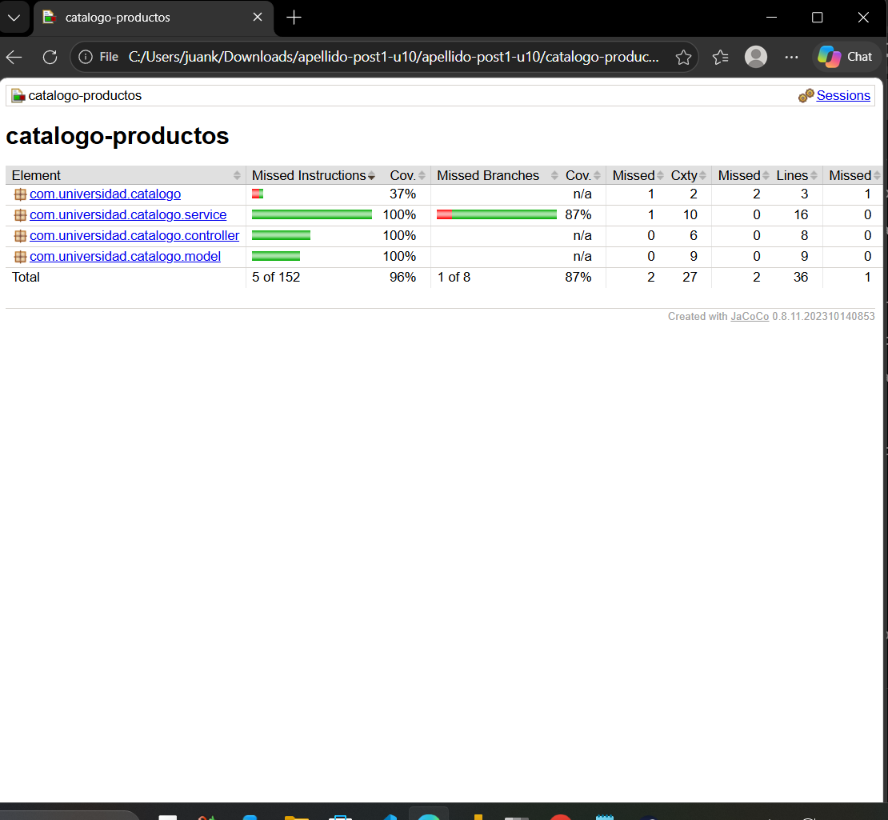 catalogo-productos
File C:/Users/juank/Downloads/apellido-post1-u10/apellido-post1-u10/catalogo-produc... Chat
catalogo-productos Sessions
catalogo-productos
Element Missed Instructions Cov. Missed Branches Cov. Missed Cxty Missed Lines Missed
com.universidad.catalogo 37% n/a 1 2 2 3 1
com.universidad.catalogo.service 100% 87% 1 10 0 16 0
com.universidad.catalogo.controller 100% n/a 0 6 0 8 0
com.universidad.catalogo.model 100% n/a 0 9 0 9 0
Total 5 of 152 96% 1 of 8 87% 2 27 2 36 1
Created with JaCoCo 0.8.11.202310140853